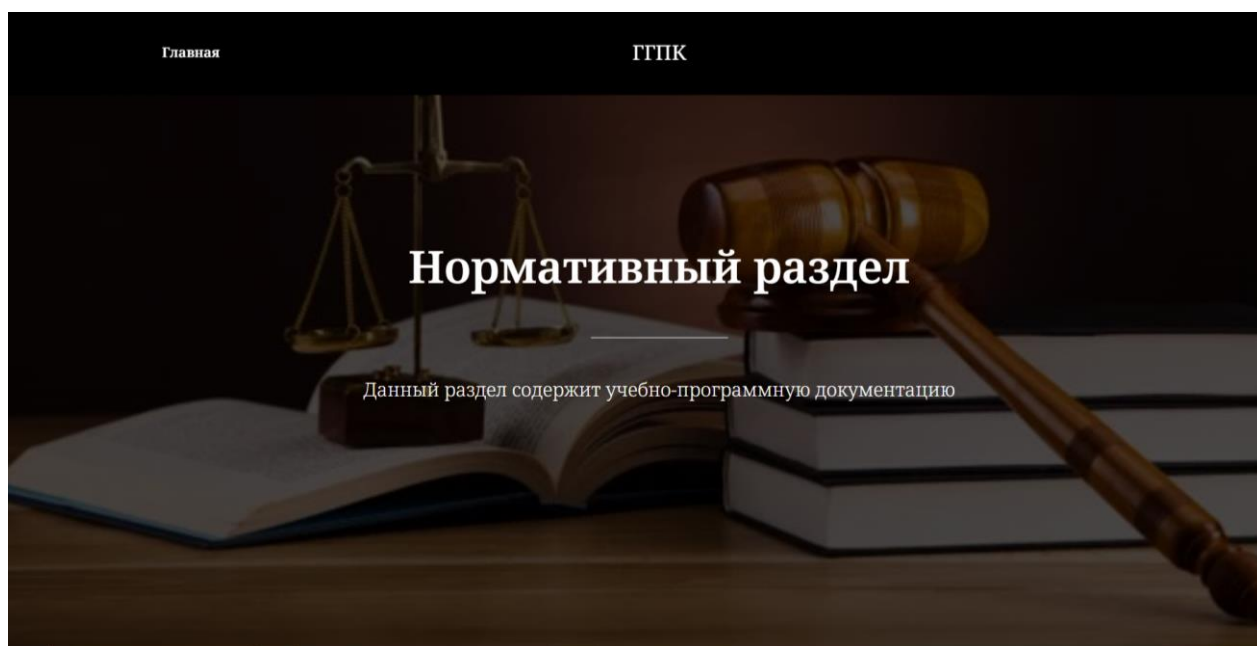 Главная
ГГПК
Нормативный раздел
Данный раздел содержит учебно-программную документацию